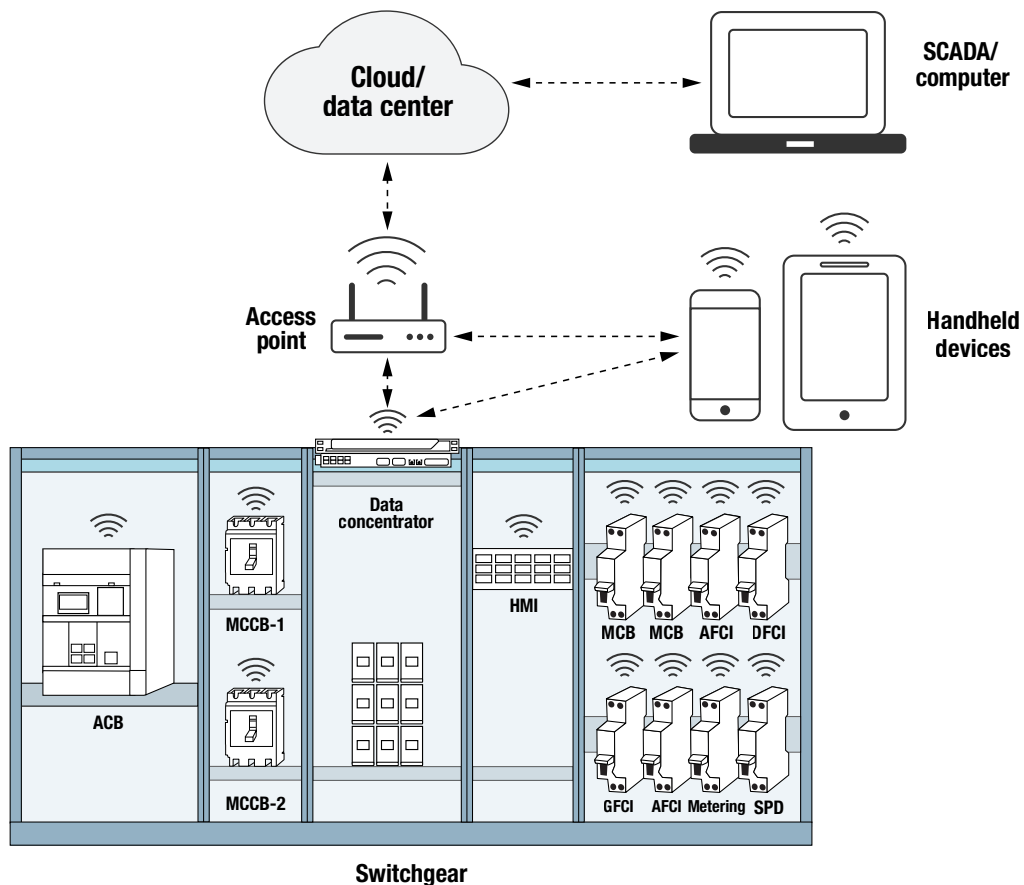 Cloud/
data center
SCADA/
computer
Access
point
Handheld
devices
Data
concentrator
HMI
MCCB-1
MCCB-2
ACB
MCB MCB AFCI DFCI
GFCI AFCI Metering SPD
Switchgear